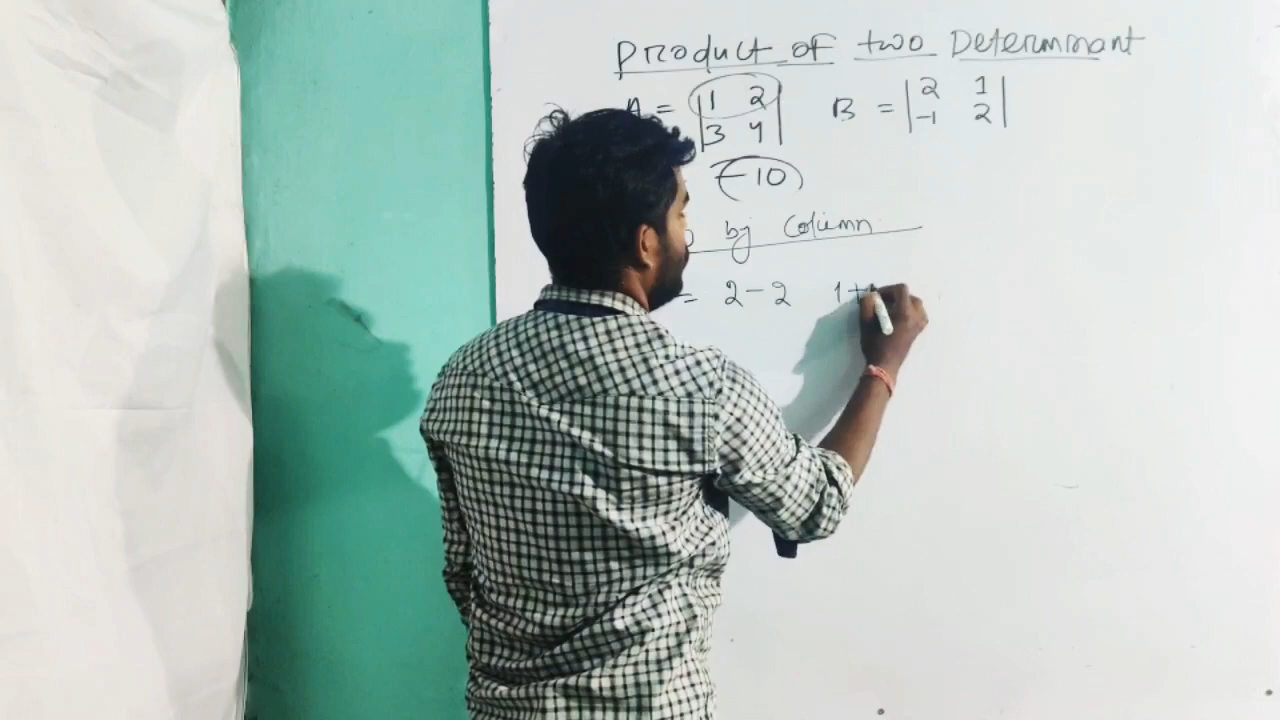 Product of two Determinant
A = |1 2| B = |2 1|
|3 4| |-1 2|
-10
by Column
= 2-2 1+